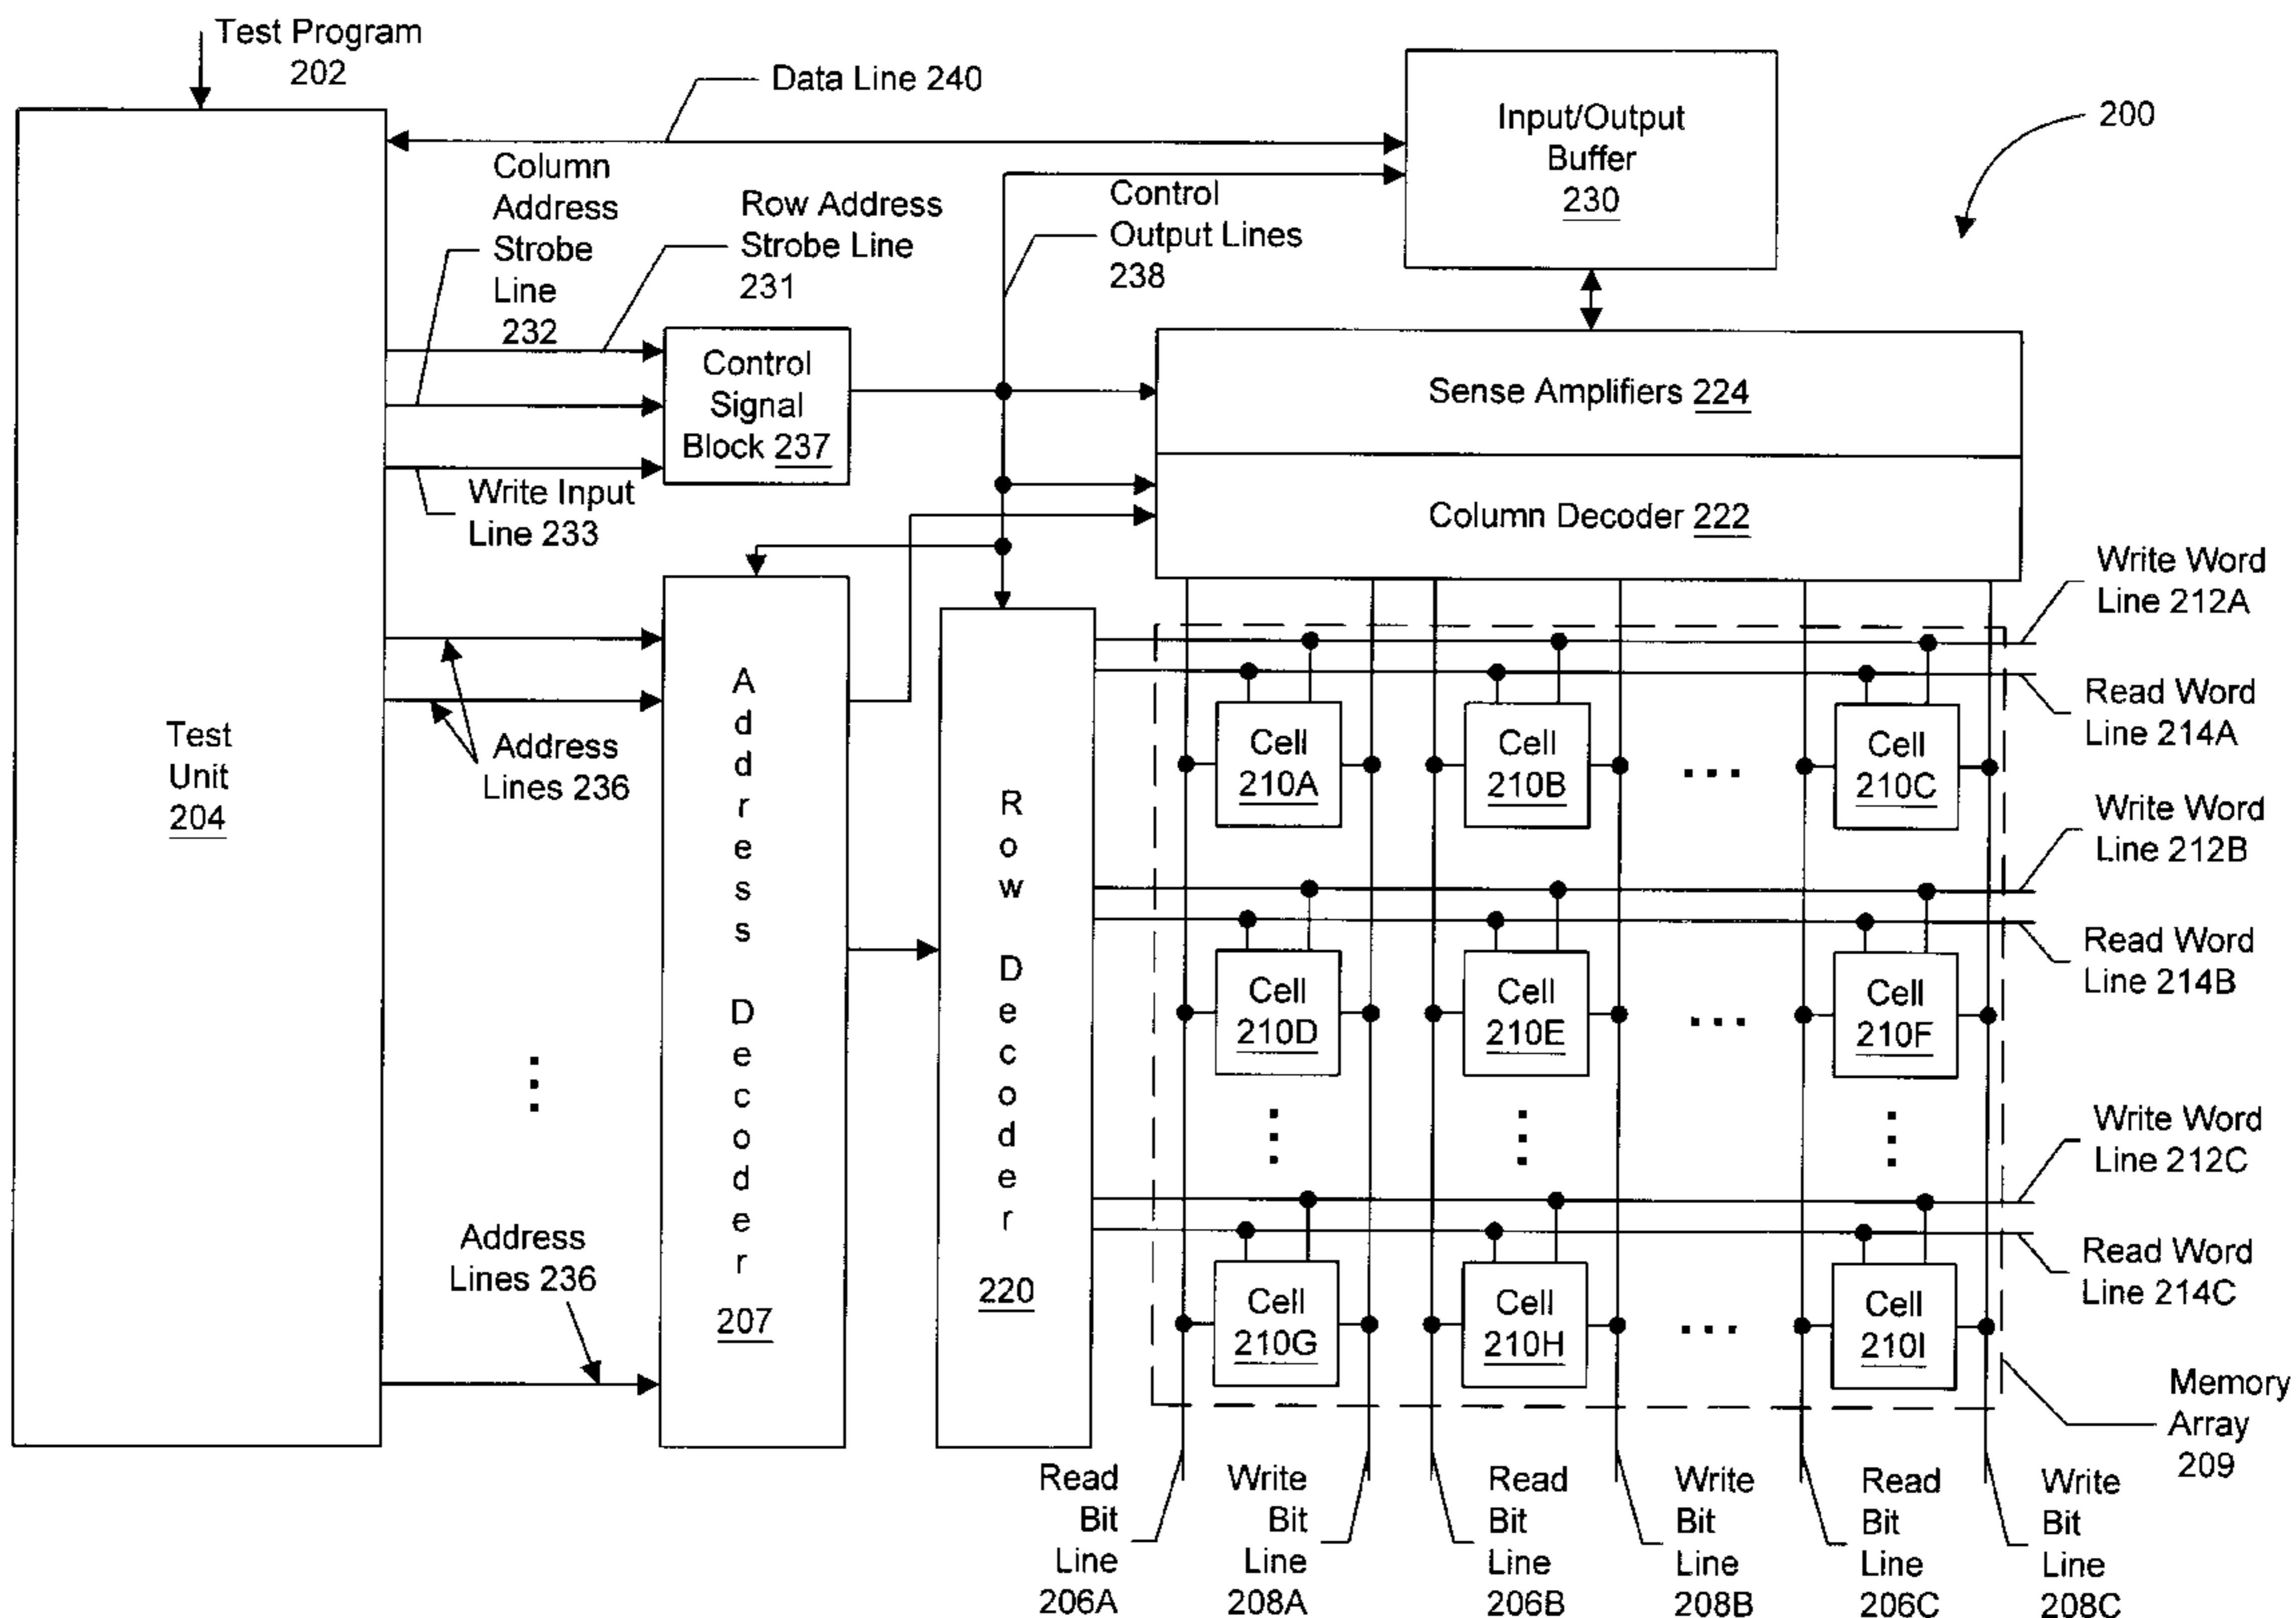 Test Program
202
Data Line 240
Input/Output
Buffer
230
200
Column
Address
Strobe
Line
232
Row Address
Strobe Line
231
Control
Output Lines
238
Control
Signal
Block 237
Sense Amplifiers 224
Write Input
Line 233
Column Decoder 222
Write Word
Line 212A
Read Word
Line 214A
Test
Unit
204
Address
Lines 236
Address Decoder
207
Row Decoder
220
Cell
210A
Cell
210B
...
Cell
210C
Write Word
Line 212B
Read Word
Line 214B
Cell
210D
Cell
210E
...
Cell
210F
Write Word
Line 212C
Read Word
Line 214C
Address
Lines 236
Cell
210G
Cell
210H
...
Cell
210I
Memory
Array
209
Read
Bit
Line
206A
Write
Bit
Line
208A
Read
Bit
Line
206B
Write
Bit
Line
208B
Read
Bit
Line
206C
Write
Bit
Line
208C